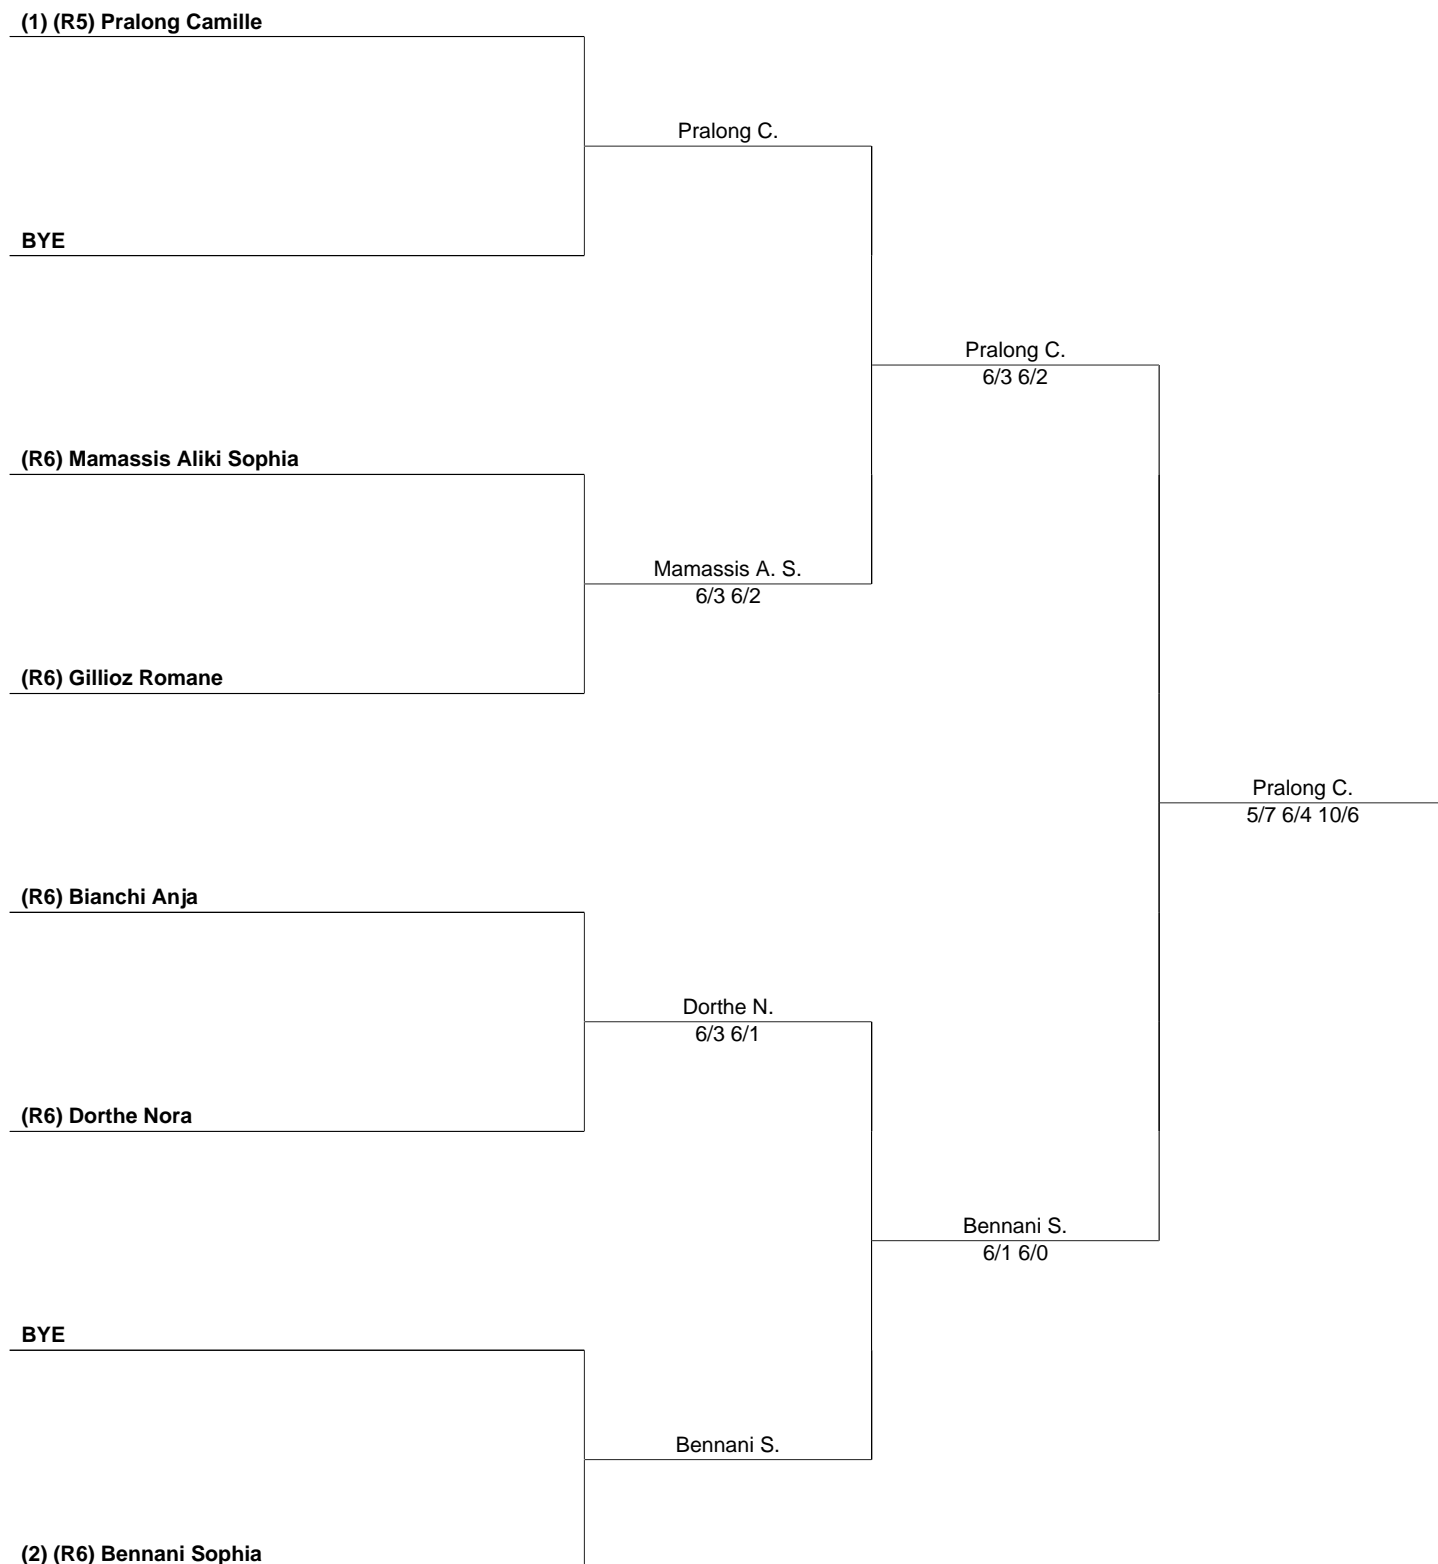 (1) (R5) Pralong Camille
Pralong C.
BYE
Pralong C.
6/3 6/2
(R6) Mamassis Aliki Sophia
Mamassis A. S.
6/3 6/2
(R6) Gillioz Romane
Pralong C.
5/7 6/4 10/6
(R6) Bianchi Anja
Dorthe N.
6/3 6/1
(R6) Dorthe Nora
Bennani S.
6/1 6/0
BYE
Bennani S.
(2) (R6) Bennani Sophia